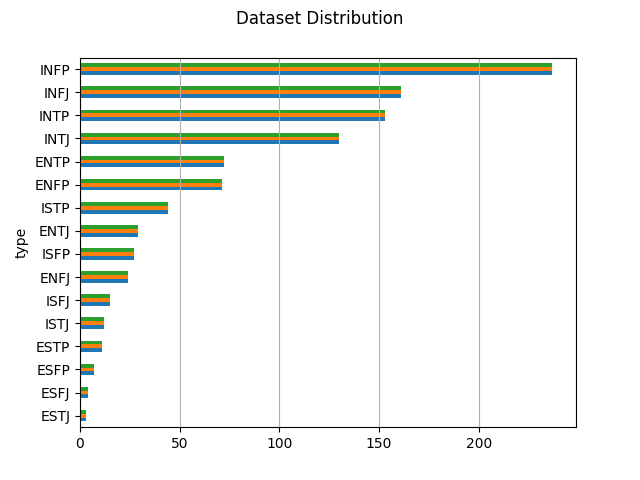 Dataset Distribution
type
INFP
INFJ
INTP
INTJ
ENTP
ENFP
ISTP
ENTJ
ISFP
ENFJ
ISFJ
ISTJ
ESTP
ESFP
ESFJ
ESTJ
0 50 100 150 200